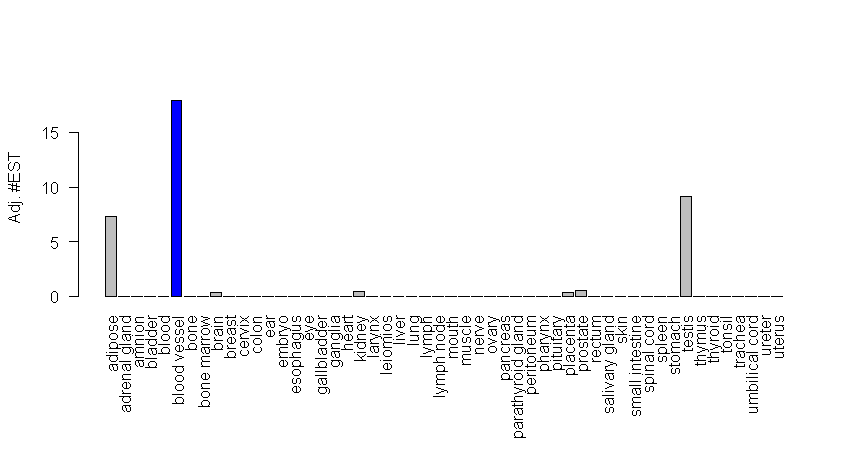 Adj. #EST
15
10
5
0
adipose
adrenal gland
amnion
bladder
blood
blood vessel
bone
bone marrow
brain
breast
cervix
colon
ear
embryo
esophagus
eye
gallbladder
ganglia
heart
kidney
larynx
leiomios
liver
lung
lymph
lymph node
mouth
muscle
nerve
ovary
pancreas
parathyroid gland
peritoneum
pharynx
pituitary
placenta
prostate
rectum
salivary gland
skin
small intestine
spinal cord
spleen
stomach
testis
thymus
thyroid
tonsil
trachea
umbilical cord
ureter
uterus